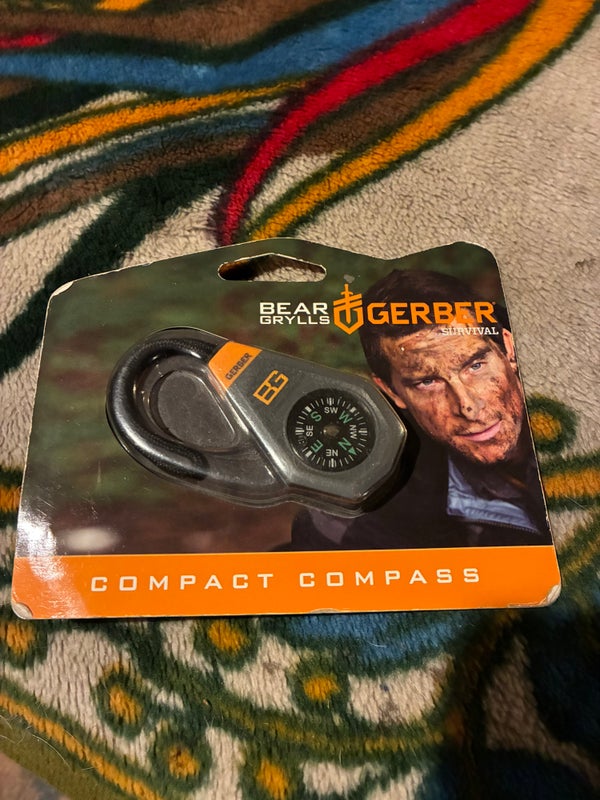 BEAR
GRYLLS
GERBER
SURVIVAL
GERBER
BG
S
SW
W
NW
N
NE
E
SE
COMPACT COMPASS